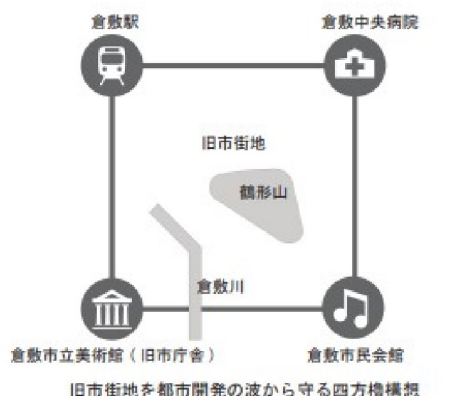 倉敷駅
倉敷中央病院
旧市街地
鶴形山
倉敷川
倉敷市立美術館（旧市庁舎）
倉敷市民会館
旧市街地を都市開発の波から守る四方櫓構想